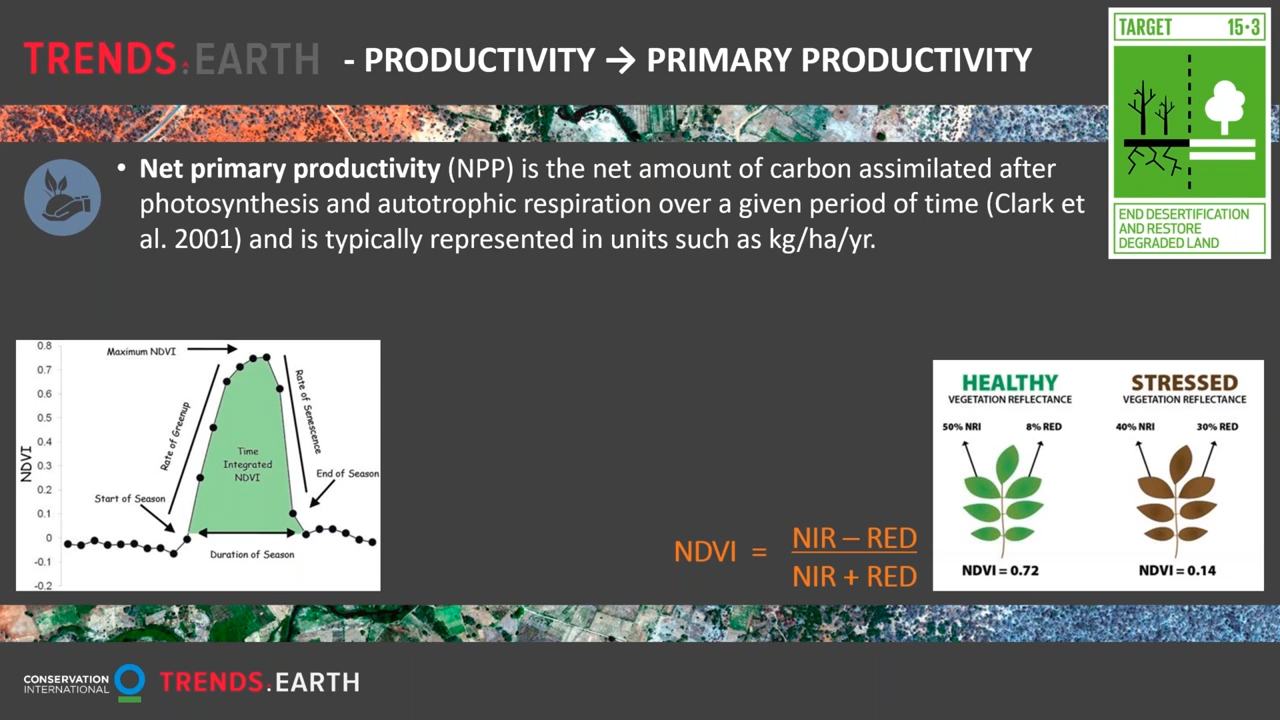 TRENDS.EARTH - PRODUCTIVITY → PRIMARY PRODUCTIVITY
TARGET 15·3
END DESERTIFICATION
AND RESTORE
DEGRADED LAND
• Net primary productivity (NPP) is the net amount of carbon assimilated after
photosynthesis and autotrophic respiration over a given period of time (Clark et
al. 2001) and is typically represented in units such as kg/ha/yr.
0.8
0.7
0.6
0.5
0.4
0.3
0.2
0.1
0
-0.1
-0.2
NDVI
Maximum NDVI
Rate of Greenup
Rate of Senescence
Time
Integrated
NDVI
Start of Season
End of Season
Duration of Season
NDVI = NIR – RED
NIR + RED
HEALTHY
VEGETATION REFLECTANCE
50% NRI 8% RED
NDVI = 0.72
STRESSED
VEGETATION REFLECTANCE
40% NRI 30% RED
NDVI = 0.14
CONSERVATION
INTERNATIONAL
TRENDS.EARTH